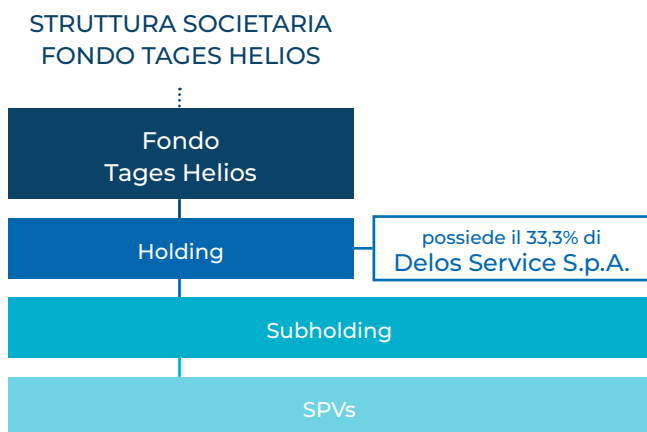 STRUTTURA SOCIETARIA
FONDO TAGES HELIOS
Fondo
Tages Helios
Holding
possiede il 33,3% di
Delos Service S.p.A.
Subholding
SPVs